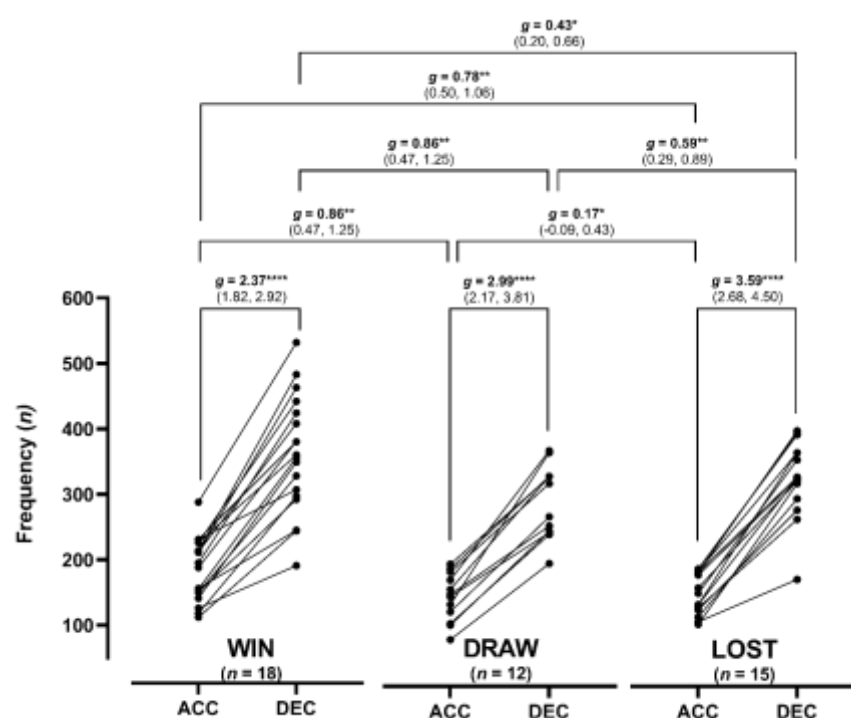 g = 0.43*
(0.20, 0.66)
g = 0.78**
(0.50, 1.06)
g = 0.86** g = 0.59**
(0.47, 1.25) (0.29, 0.89)
g = 0.86** g = 0.17*
(0.47, 1.25) (-0.09, 0.43)
g = 2.37**** g = 2.99**** g = 3.59****
(1.82, 2.92) (2.17, 3.81) (2.68, 4.50)
600
500
400
300
200
100
Frequency (n)
WIN DRAW LOST
(n = 18) (n = 12) (n = 15)
ACC DEC ACC DEC ACC DEC